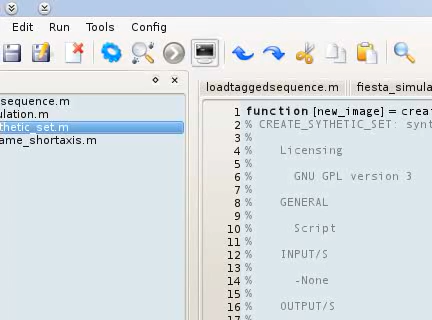 Edit Run Tools Config
loadtaggedsequence.m fiesta_simula
sequence.m
ulation.m
thetic_set.m
ame_shortaxis.m
1 function [new_image] = crea
2 % CREATE_SYTHETIC_SET: synt
3 %
4 % Licensing
5 %
6 % GNU GPL version 3
7 %
8 % GENERAL
9 %
10 % Script
11 %
12 % INPUT/S
13 %
14 % -None
15 %
16 % OUTPUT/S
17